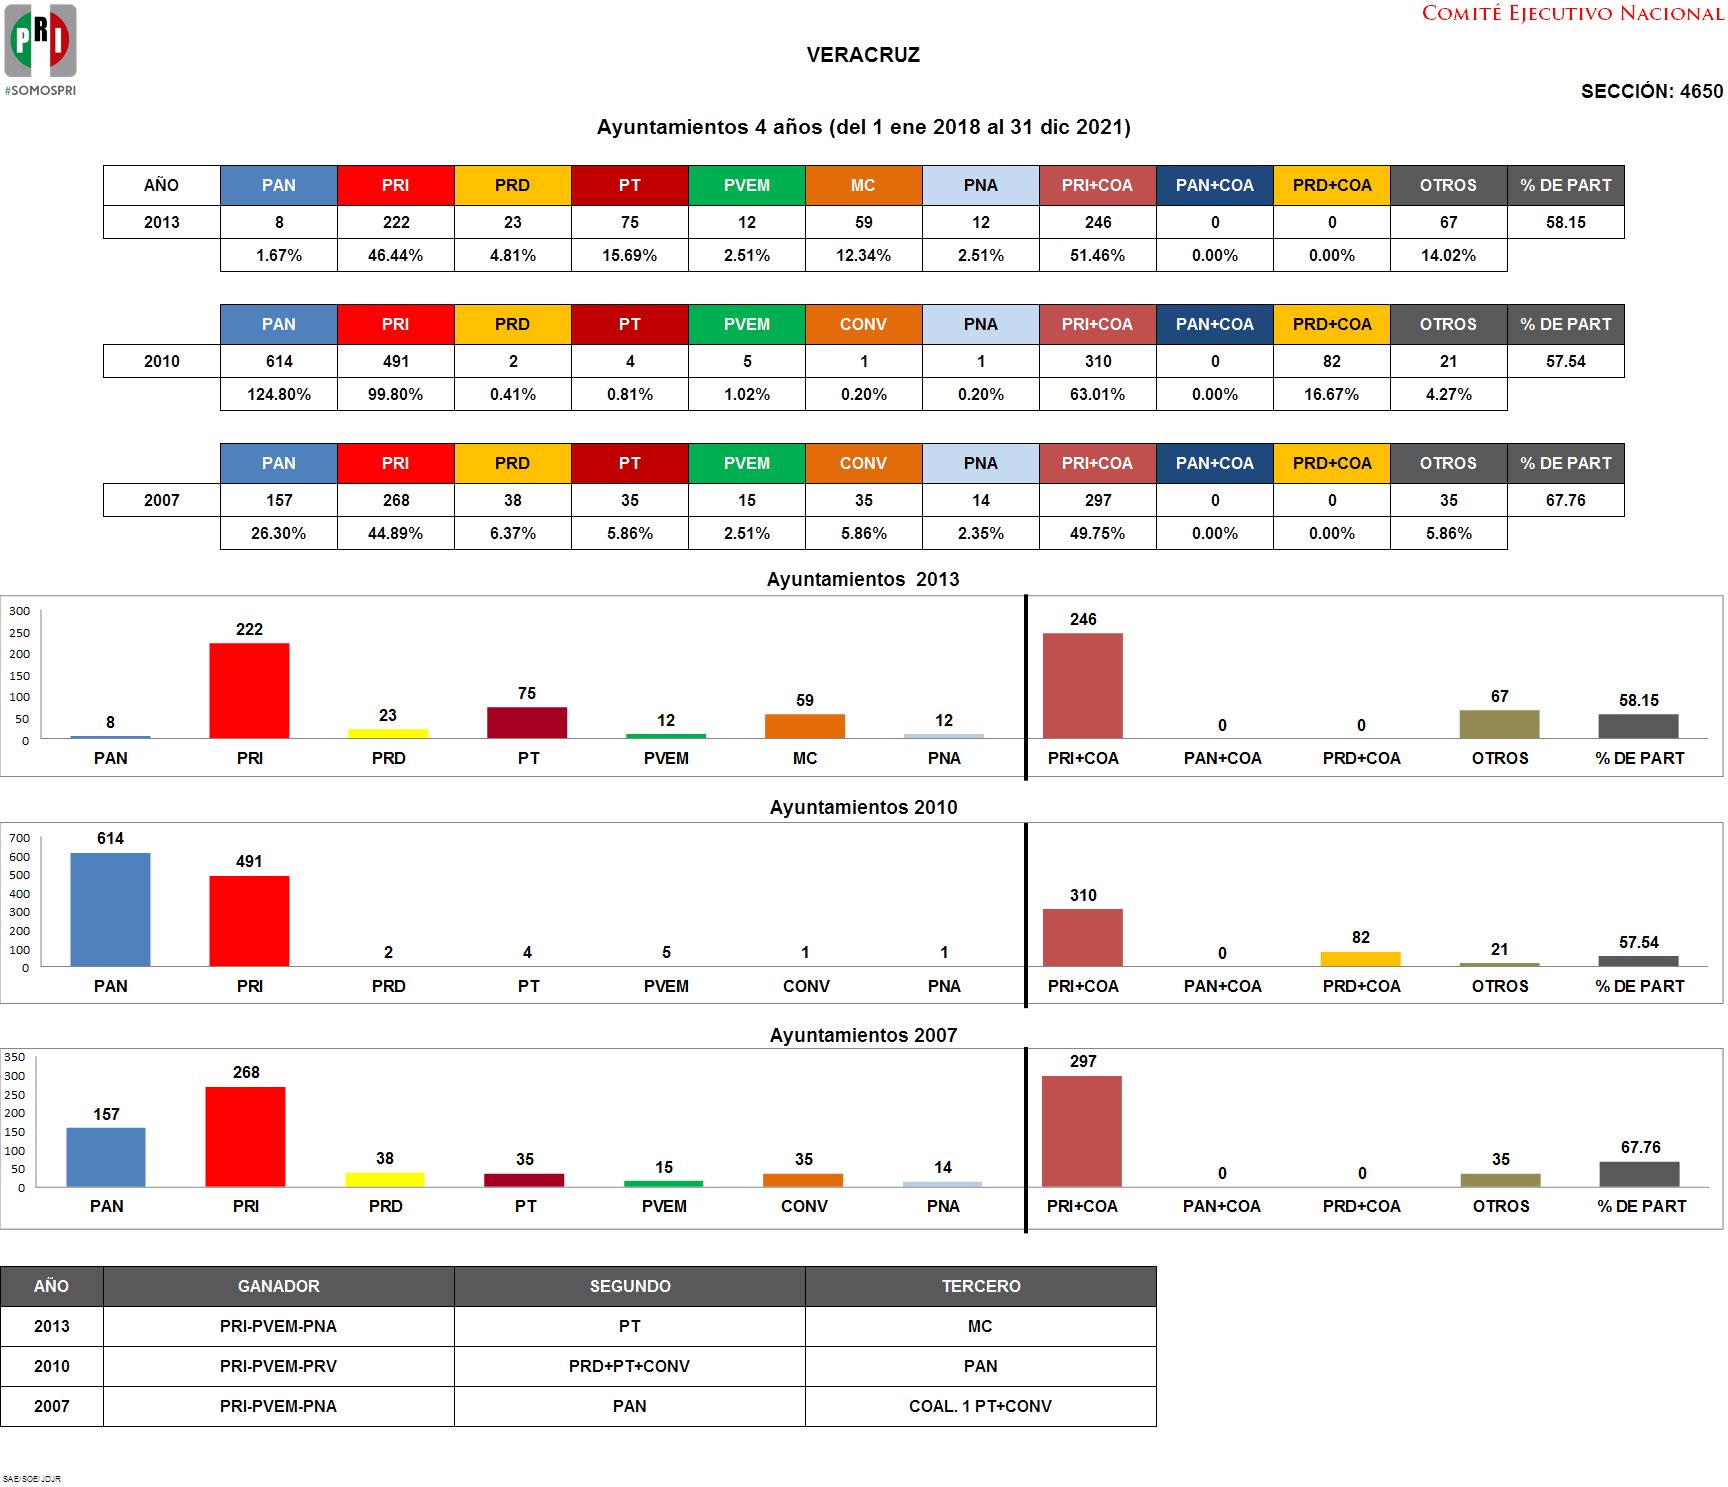 COMITÉ EJECUTIVO NACIONAL
PRI
#SOMOSPRI
VERACRUZ
SECCIÓN: 4650
Ayuntamientos 4 años (del 1 ene 2018 al 31 dic 2021)
AÑO PAN PRI PRD PT PVEM MC PNA PRI+COA PAN+COA PRD+COA OTROS % DE PART
2013 8 222 23 75 12 59 12 246 0 0 67 58.15
1.67% 46.44% 4.81% 15.69% 2.51% 12.34% 2.51% 51.46% 0.00% 0.00% 14.02%
PAN PRI PRD PT PVEM CONV PNA PRI+COA PAN+COA PRD+COA OTROS % DE PART
2010 614 491 2 4 5 1 1 310 0 82 21 57.54
124.80% 99.80% 0.41% 0.81% 1.02% 0.20% 0.20% 63.01% 0.00% 16.67% 4.27%
PAN PRI PRD PT PVEM CONV PNA PRI+COA PAN+COA PRD+COA OTROS % DE PART
2007 157 268 38 35 15 35 14 297 0 0 35 67.76
26.30% 44.89% 6.37% 5.86% 2.51% 5.86% 2.35% 49.75% 0.00% 0.00% 5.86%
Ayuntamientos 2013
300
250
200
150
100
50
0
8 222 23 75 12 59 12 246 0 0 67 58.15
PAN PRI PRD PT PVEM MC PNA PRI+COA PAN+COA PRD+COA OTROS % DE PART
Ayuntamientos 2010
700
600
500
400
300
200
100
0
614 491 2 4 5 1 1 310 0 82 21 57.54
PAN PRI PRD PT PVEM CONV PNA PRI+COA PAN+COA PRD+COA OTROS % DE PART
Ayuntamientos 2007
350
300
250
200
150
100
50
0
157 268 38 35 15 35 14 297 0 0 35 67.76
PAN PRI PRD PT PVEM CONV PNA PRI+COA PAN+COA PRD+COA OTROS % DE PART
AÑO GANADOR SEGUNDO TERCERO
2013 PRI-PVEM-PNA PT MC
2010 PRI-PVEM-PRV PRD+PT+CONV PAN
2007 PRI-PVEM-PNA PAN COAL. 1 PT+CONV
SAE/SOE/JDJR